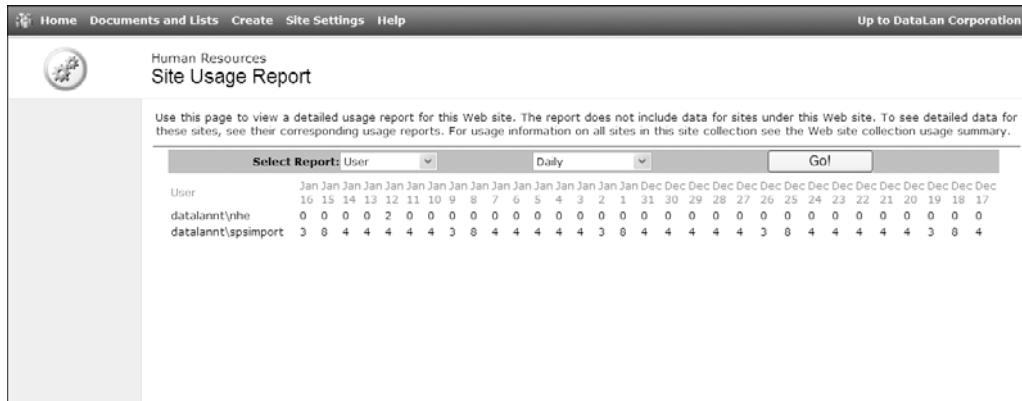 Home Documents and Lists Create Site Settings Help Up to DataLan Corporation
Human Resources
Site Usage Report
Use this page to view a detailed usage report for this Web site. The report does not include data for sites under this Web site. To see detailed data for
these sites, see their corresponding usage reports. For usage information on all sites in this site collection see the Web site collection usage summary.
Select Report: User Daily Go!
Jan Jan Jan Jan Jan Jan Jan Jan Jan Jan Jan Jan Jan Jan Jan Jan Dec Dec Dec Dec Dec Dec Dec Dec Dec Dec Dec Dec Dec Dec Dec
User 16 15 14 13 12 11 10 9 8 7 6 5 4 3 2 1 31 30 29 28 27 26 25 24 23 22 21 20 19 18 17
datalannt\nhe 0 0 0 0 2 0 0 0 0 0 0 0 0 0 0 0 0 0 0 0 0 0 0 0 0 0 0 0 0 0 0
datalannt\spsimport 3 8 4 4 4 4 4 3 8 4 4 4 4 4 3 8 4 4 4 4 4 3 8 4 4 4 4 4 3 8 4